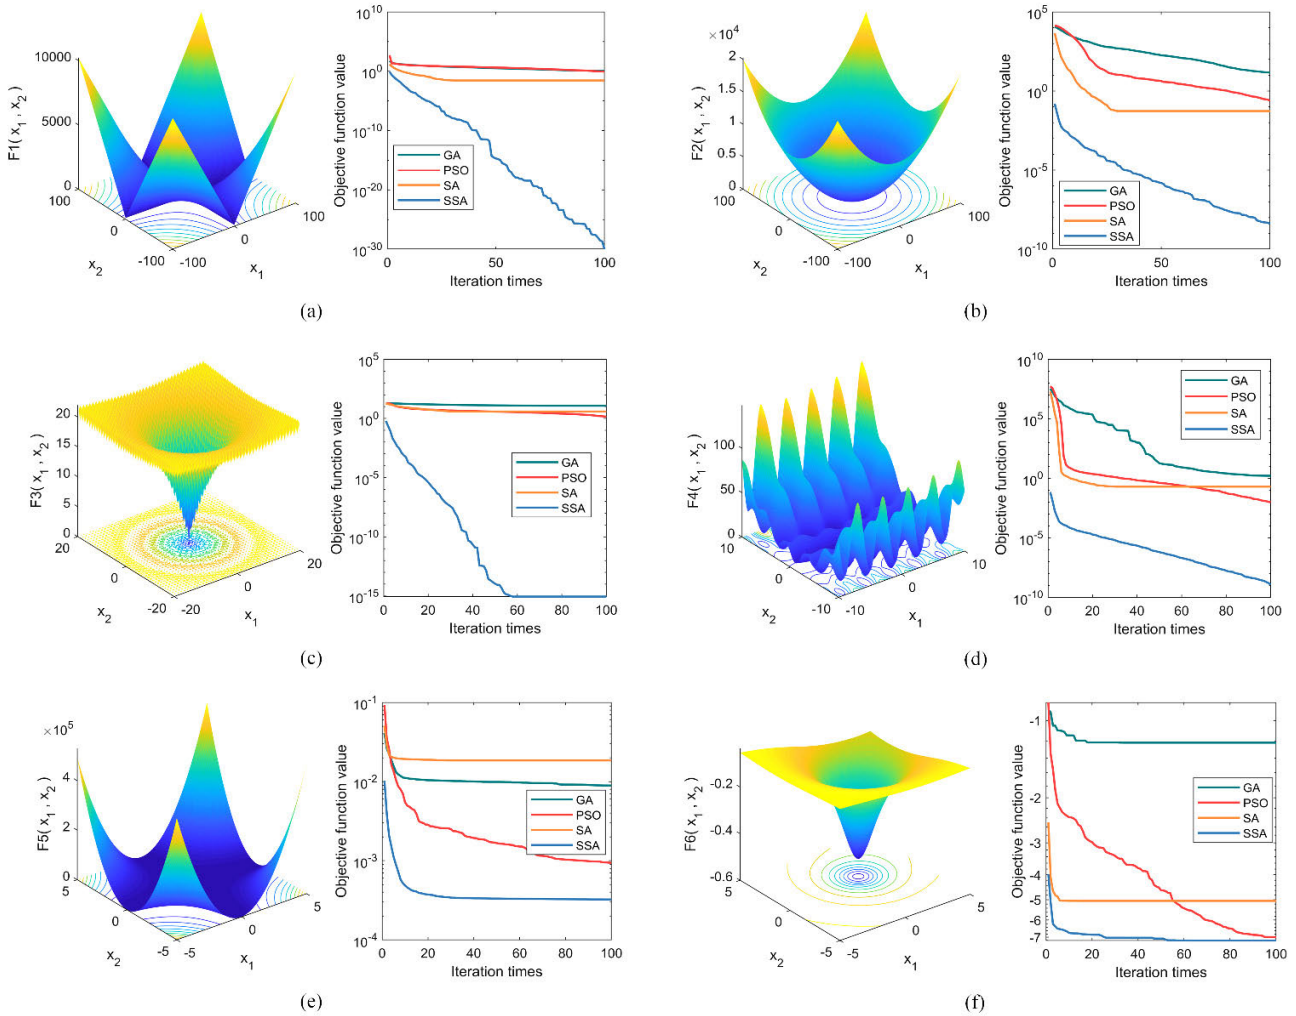 (a)
F1( x1 , x2 )
10000
5000
0
100
0
-100
x2
-100
0
100
x1
Objective function value
10^10
10^0
10^-10
10^-20
10^-30
GA
PSO
SA
SSA
0
50
100
Iteration times
(b)
×10^4
F2( x1 , x2 )
2
1.5
1
0.5
0
100
0
-100
x2
-100
0
100
x1
Objective function value
10^5
10^0
10^-5
10^-10
GA
PSO
SA
SSA
0
50
100
Iteration times
(c)
F3( x1 , x2 )
20
15
10
5
0
20
0
-20
x2
-20
0
20
x1
Objective function value
10^5
10^0
10^-5
10^-10
10^-15
GA
PSO
SA
SSA
0 20 40 60 80 100
Iteration times
(d)
F4( x1 , x2 )
100
50
0
10
0
-10
x2
-10
0
10
x1
Objective function value
10^10
10^5
10^0
10^-5
10^-10
GA
PSO
SA
SSA
0 20 40 60 80 100
Iteration times
(e)
×10^5
F5( x1 , x2 )
4
2
0
5
0
-5
x2
-5
0
5
x1
Objective function value
10^-1
10^-2
10^-3
10^-4
GA
PSO
SA
SSA
0 20 40 60 80 100
Iteration times
(f)
F6( x1 , x2 )
-0.2
-0.4
-0.6
5
0
-5
x2
-5
0
5
x1
Objective function value
-1
-2
-3
-4
-5
-6
-7
GA
PSO
SA
SSA
0 20 40 60 80 100
Iteration times